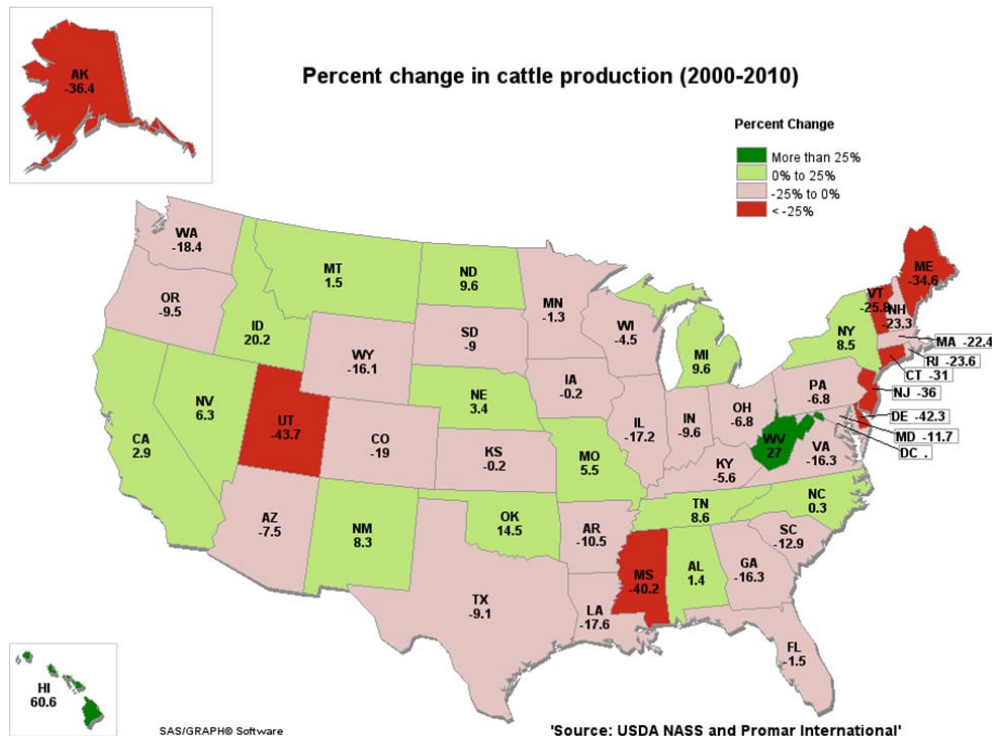 Percent change in cattle production (2000-2010)
Percent Change
More than 25%
0% to 25%
-25% to 0%
< -25%
AK
-36.4
WA
-18.4
OR
-9.5
MT
1.5
ID
20.2
ND
9.6
MN
-1.3
WI
-4.5
MI
9.6
SD
-9
WY
-16.1
NE
3.4
IA
-0.2
NV
6.3
UT
-43.7
CA
2.9
CO
-19
KS
-0.2
MO
5.5
IL
-17.2
IN
-9.6
OH
-6.8
PA
-6.8
NY
8.5
VT
-25.8
NH
-23.3
ME
-34.6
MA -22.4
RI -23.6
CT -31
NJ -36
DE -42.3
MD -11.7
DC .
WV
27
VA
-16.3
KY
-5.6
NC
0.3
TN
8.6
SC
-12.9
AZ
-7.5
NM
8.3
OK
14.5
AR
-10.5
MS
-40.2
AL
1.4
GA
-16.3
TX
-9.1
LA
-17.6
FL
-1.5
HI
60.6
SAS/GRAPH® Software
'Source: USDA NASS and Promar International'